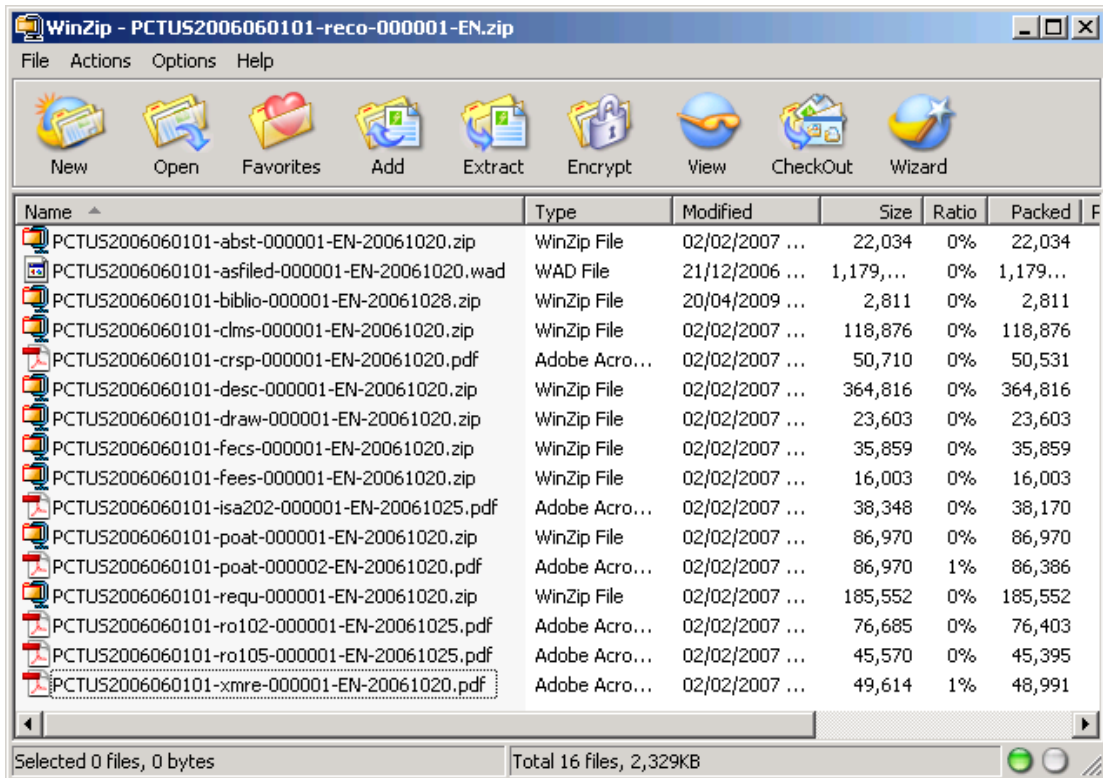 WinZip - PCTUS2006060101-reco-000001-EN.zip
File Actions Options Help
New Open Favorites Add Extract Encrypt View CheckOut Wizard
Name Type Modified Size Ratio Packed P
PCTUS2006060101-abst-000001-EN-20061020.zip WinZip File 02/02/2007 ... 22,034 0% 22,034
PCTUS2006060101-asfiled-000001-EN-20061020.wad WAD File 21/12/2006 ... 1,179,... 0% 1,179...
PCTUS2006060101-biblio-000001-EN-20061028.zip WinZip File 20/04/2009 ... 2,811 0% 2,811
PCTUS2006060101-clms-000001-EN-20061020.zip WinZip File 02/02/2007 ... 118,876 0% 118,876
PCTUS2006060101-crsp-000001-EN-20061020.pdf Adobe Acro... 02/02/2007 ... 50,710 0% 50,531
PCTUS2006060101-desc-000001-EN-20061020.zip WinZip File 02/02/2007 ... 364,816 0% 364,816
PCTUS2006060101-draw-000001-EN-20061020.zip WinZip File 02/02/2007 ... 23,603 0% 23,603
PCTUS2006060101-fecs-000001-EN-20061020.zip WinZip File 02/02/2007 ... 35,859 0% 35,859
PCTUS2006060101-fees-000001-EN-20061020.zip WinZip File 02/02/2007 ... 16,003 0% 16,003
PCTUS2006060101-isa202-000001-EN-20061025.pdf Adobe Acro... 02/02/2007 ... 38,348 0% 38,170
PCTUS2006060101-poat-000001-EN-20061020.zip WinZip File 02/02/2007 ... 86,970 0% 86,970
PCTUS2006060101-poat-000002-EN-20061020.pdf Adobe Acro... 02/02/2007 ... 86,970 1% 86,386
PCTUS2006060101-requ-000001-EN-20061020.zip WinZip File 02/02/2007 ... 185,552 0% 185,552
PCTUS2006060101-ro102-000001-EN-20061025.pdf Adobe Acro... 02/02/2007 ... 76,685 0% 76,403
PCTUS2006060101-ro105-000001-EN-20061025.pdf Adobe Acro... 02/02/2007 ... 45,570 0% 45,395
PCTUS2006060101-xmre-000001-EN-20061020.pdf Adobe Acro... 02/02/2007 ... 49,614 1% 48,991
Selected 0 files, 0 bytes Total 16 files, 2,329KB